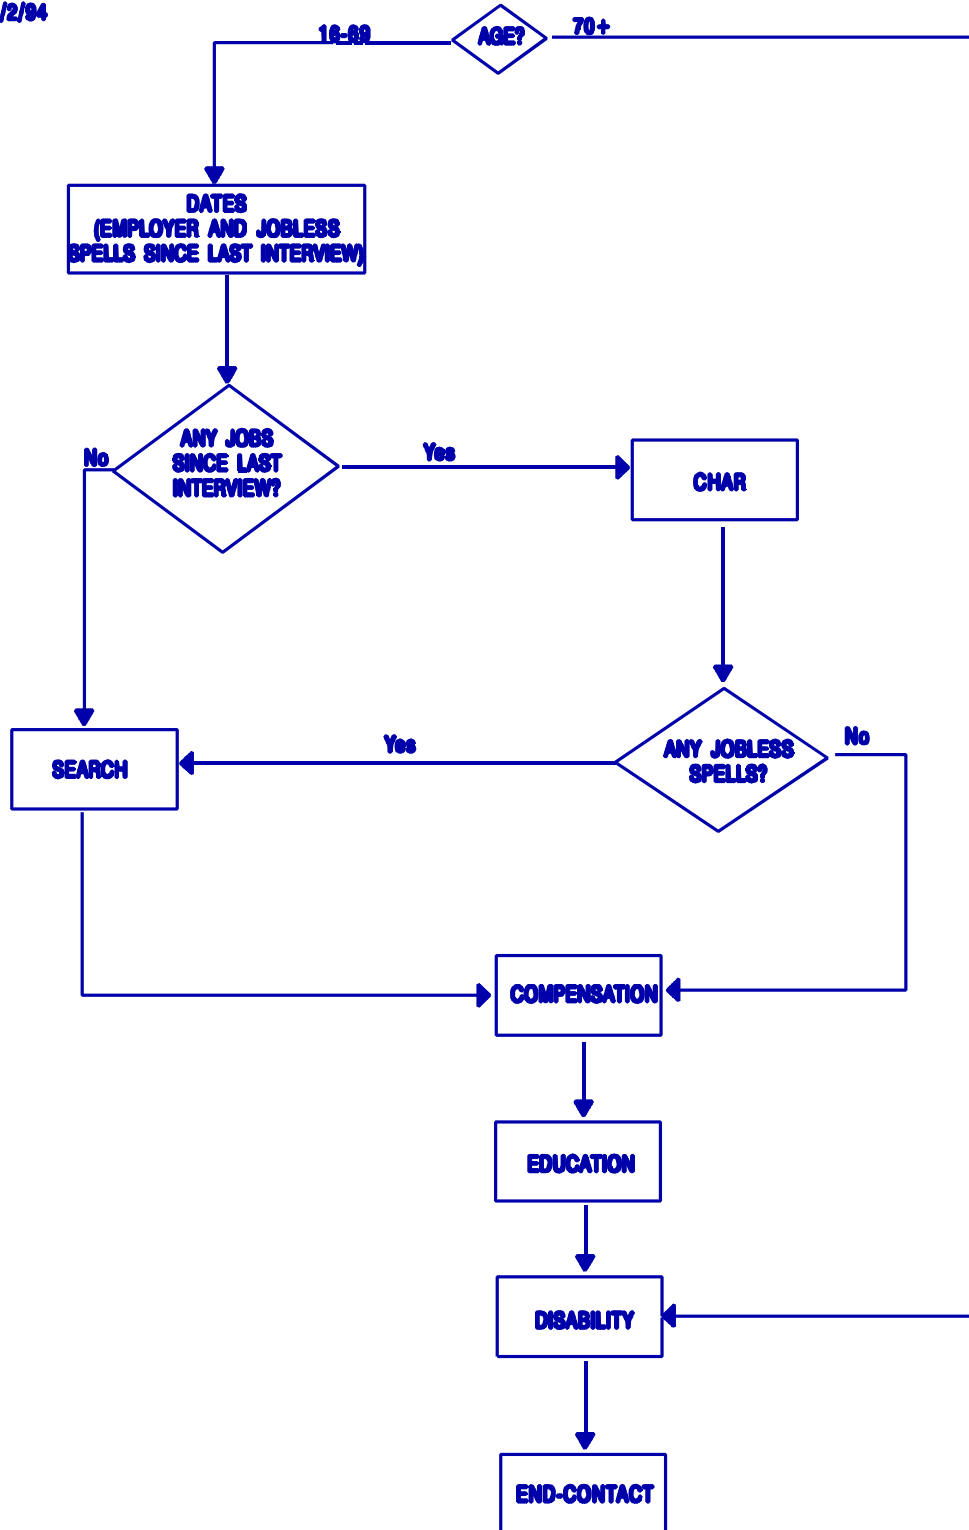 /2/94
16-69
AGE?
70+
DATES
(EMPLOYER AND JOBLESS
SPELLS SINCE LAST INTERVIEW)
ANY JOBS
SINCE LAST
INTERVIEW?
No
Yes
CHAR
ANY JOBLESS
SPELLS?
Yes
No
SEARCH
COMPENSATION
EDUCATION
DISABILITY
END-CONTACT